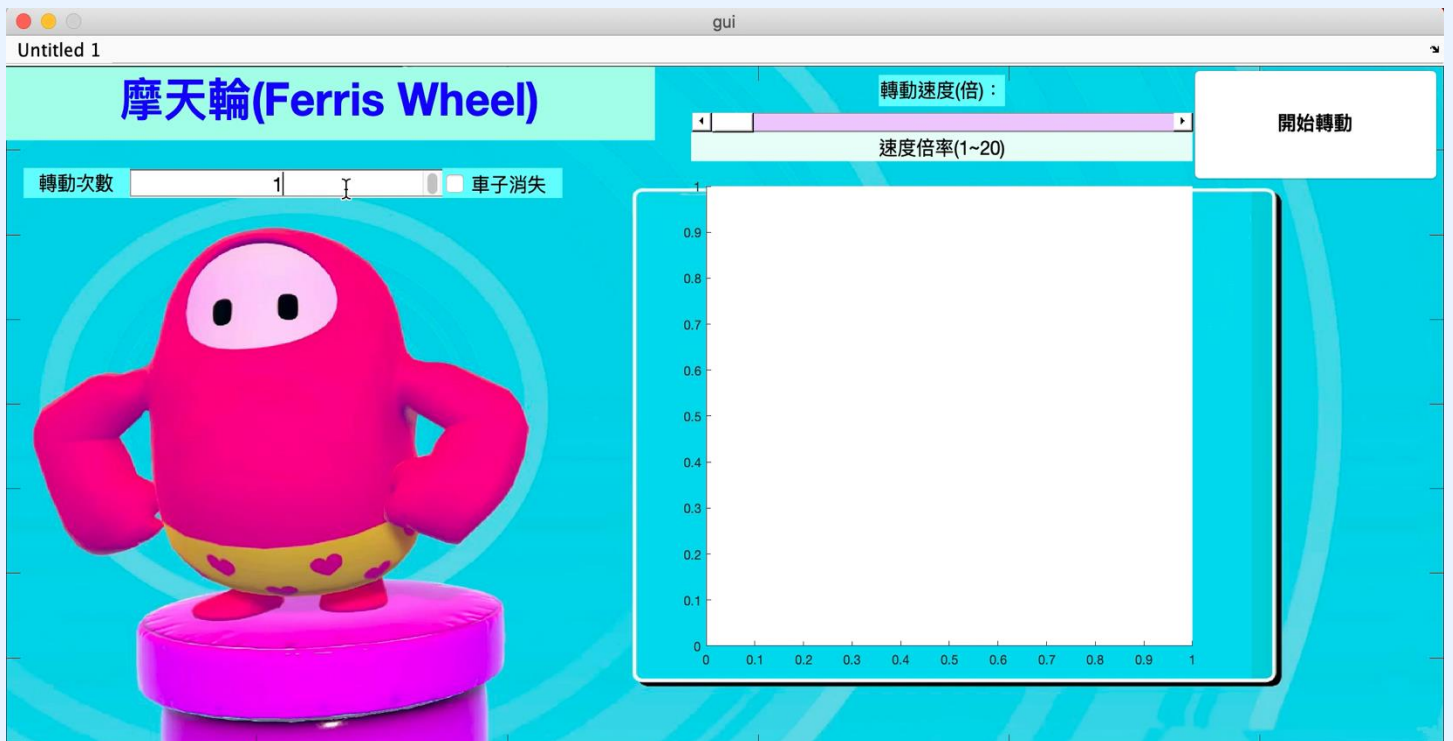 gui
Untitled 1
摩天輪(Ferris Wheel)
轉動速度(倍)：
開始轉動
速度倍率(1~20)
轉動次數 1 車子消失
1
0.9
0.8
0.7
0.6
0.5
0.4
0.3
0.2
0.1
0
0 0.1 0.2 0.3 0.4 0.5 0.6 0.7 0.8 0.9 1